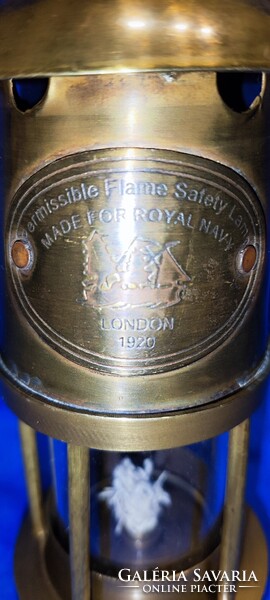 Permissible Flame Safety Lamp
MADE FOR ROYAL NAVY
LONDON
1920
GALÉRIA SAVARIA
ONLINE PIACTÉR